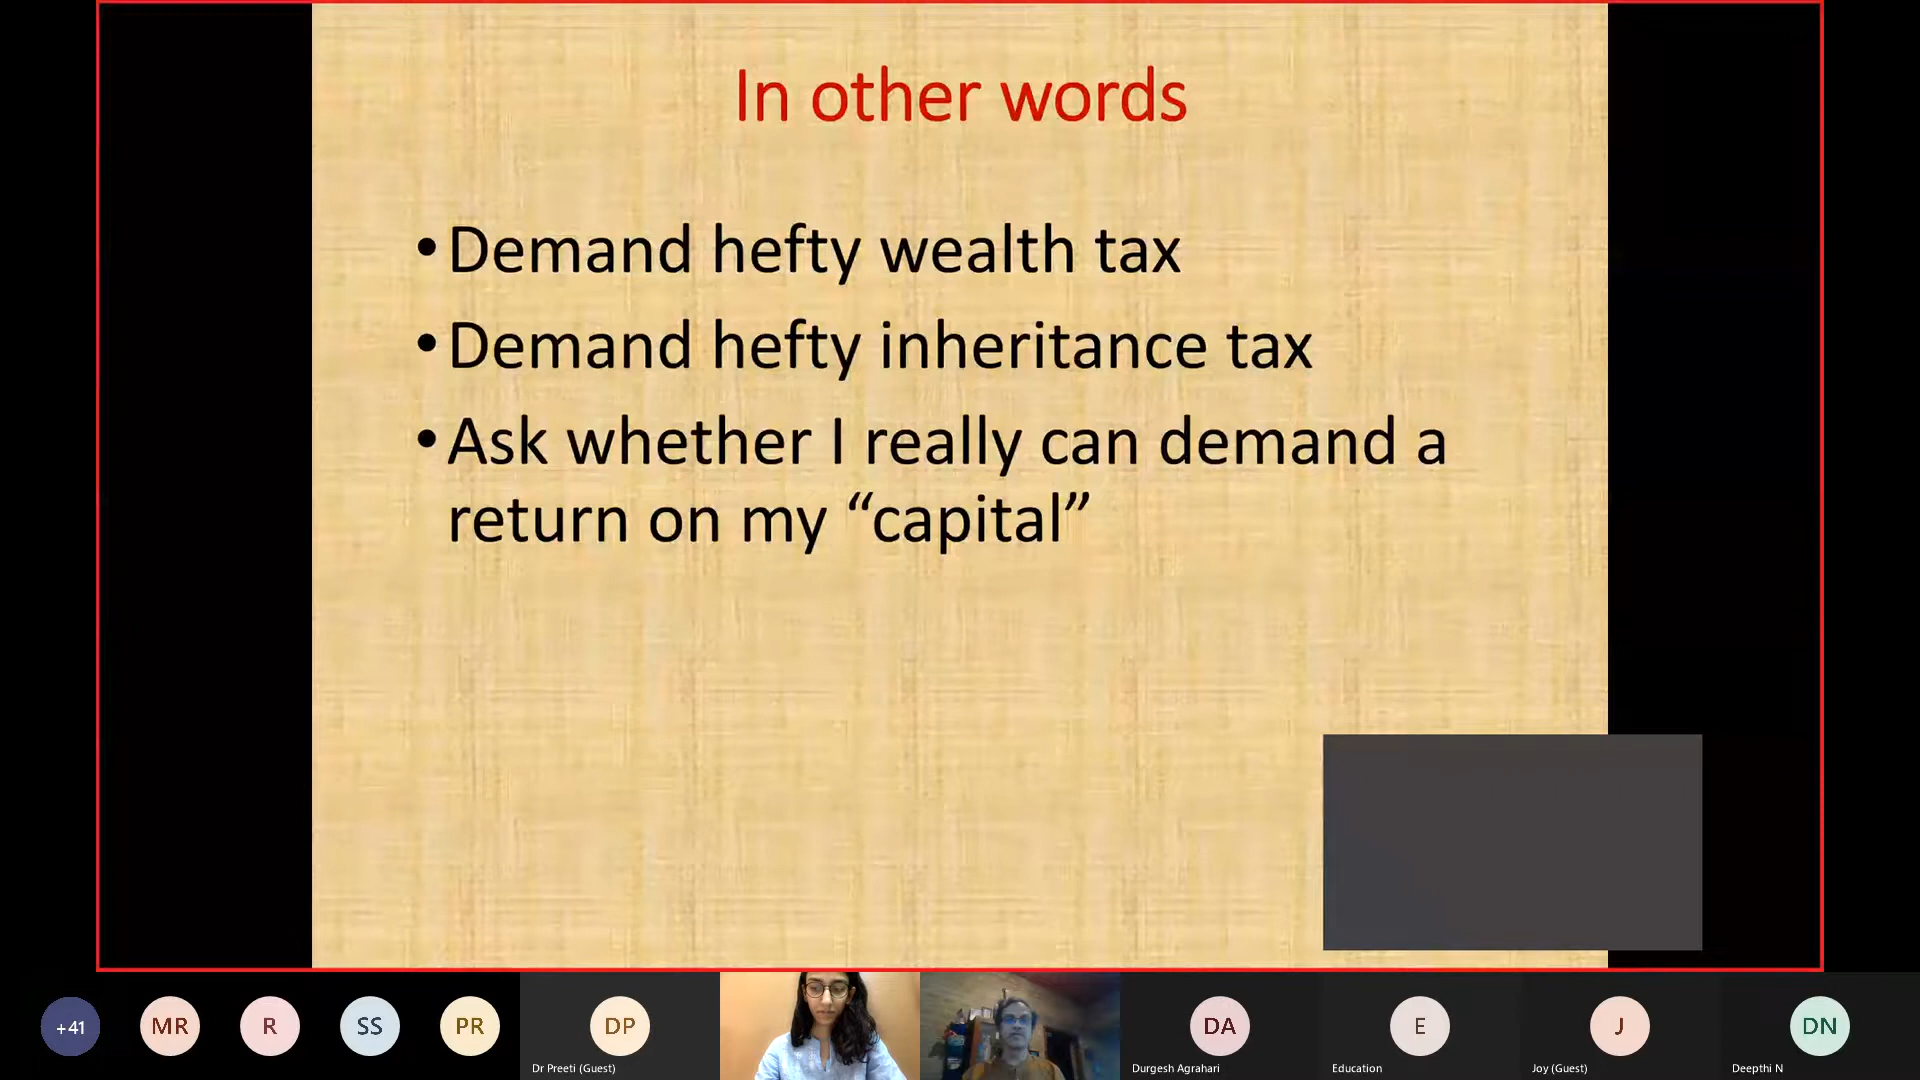 In other words
•Demand hefty wealth tax
•Demand hefty inheritance tax
•Ask whether I really can demand a
return on my “capital”
+41
MR
R
SS
PR
DP
DA
E
J
DN
Dr Preeti (Guest)
Durgesh Agrahari
Education
Joy (Guest)
Deepthi N